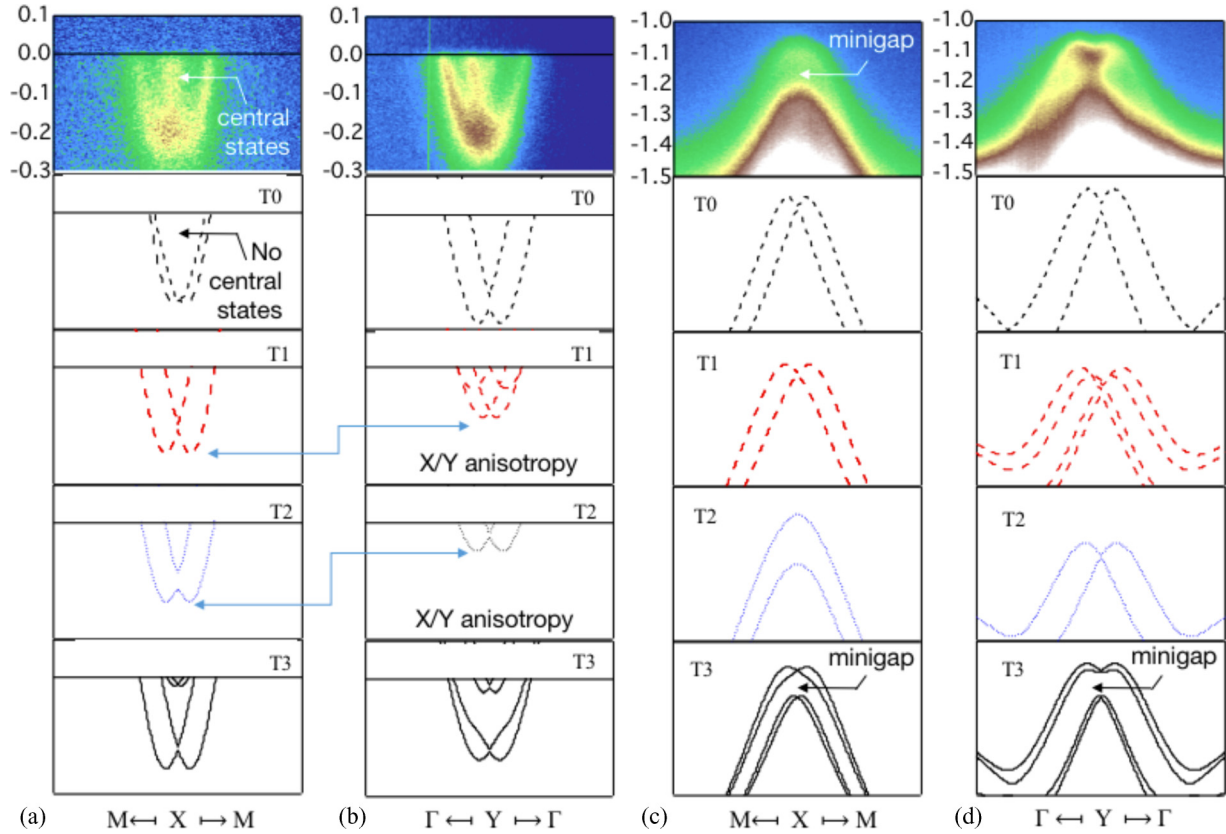 0.1
0.0
-0.1
-0.2
-0.3
central
states
0.1
0.0
-0.1
-0.2
-0.3
-1.0
-1.1
-1.2
-1.3
-1.4
-1.5
minigap
-1.0
-1.1
-1.2
-1.3
-1.4
-1.5
T0
No
central
states
T0
T0
T0
T1
T1
X/Y anisotropy
T1
T1
T2
T2
X/Y anisotropy
T2
T2
T3
T3
T3
minigap
T3
minigap
(a) M ← X → M
(b) Γ ← Y → Γ
(c) M ← X → M
(d) Γ ← Y → Γ